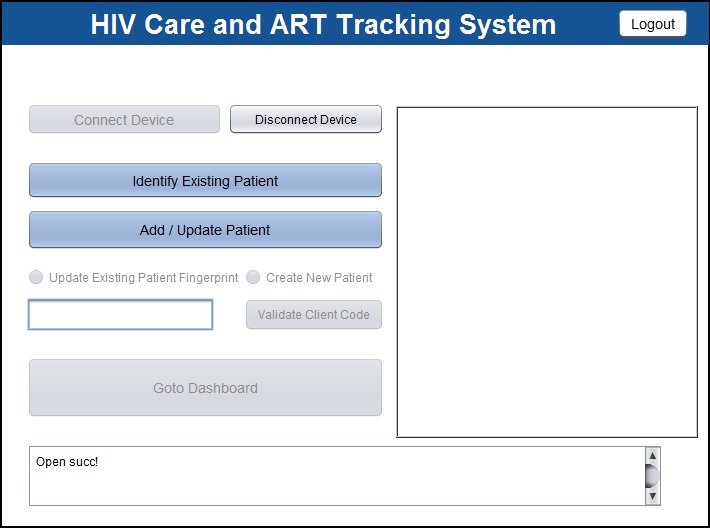 HIV Care and ART Tracking System
Logout
Connect Device
Disconnect Device
Identify Existing Patient
Add / Update Patient
Update Existing Patient Fingerprint
Create New Patient
Validate Client Code
Goto Dashboard
Open succ!